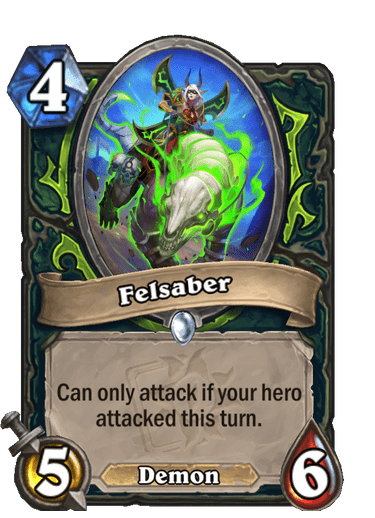 4
Felsaber
Can only attack if your hero
attacked this turn.
5
Demon
6